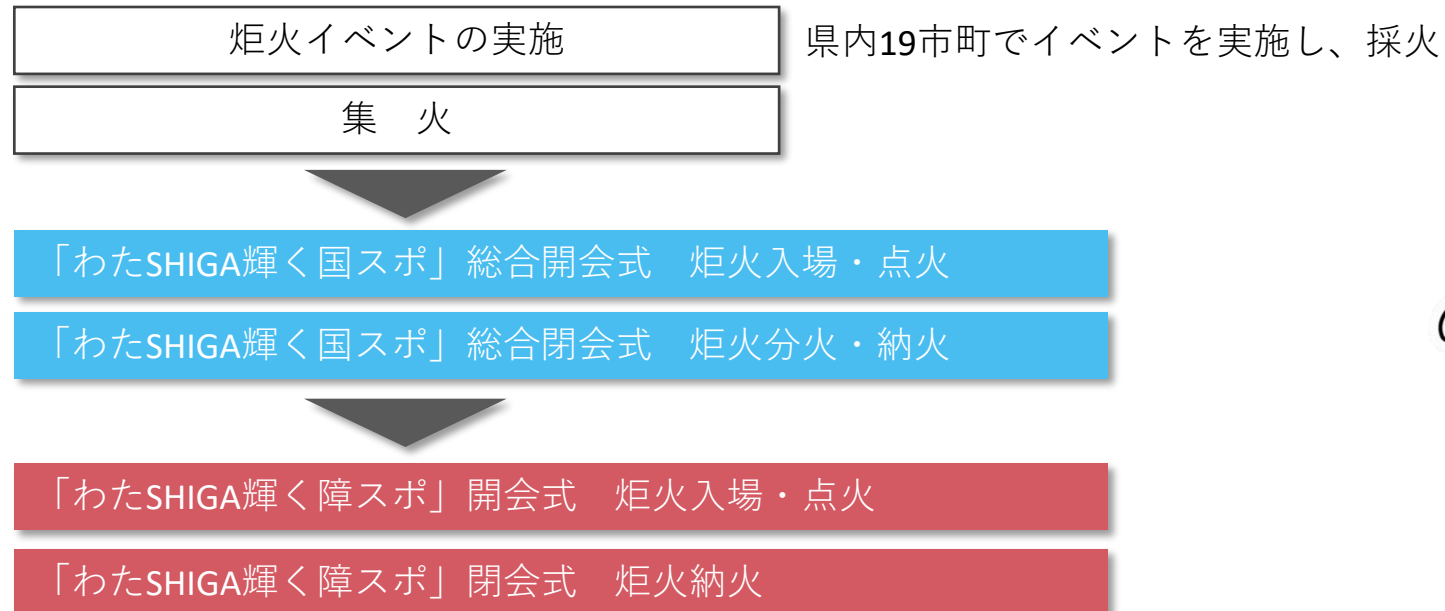 炬火イベントの実施
県内19市町でイベントを実施し、採火
集　火
「わたSHIGA輝く国スポ」総合開会式　炬火入場・点火
「わたSHIGA輝く国スポ」総合閉会式　炬火分火・納火
「わたSHIGA輝く障スポ」開会式　炬火入場・点火
「わたSHIGA輝く障スポ」閉会式　炬火納火